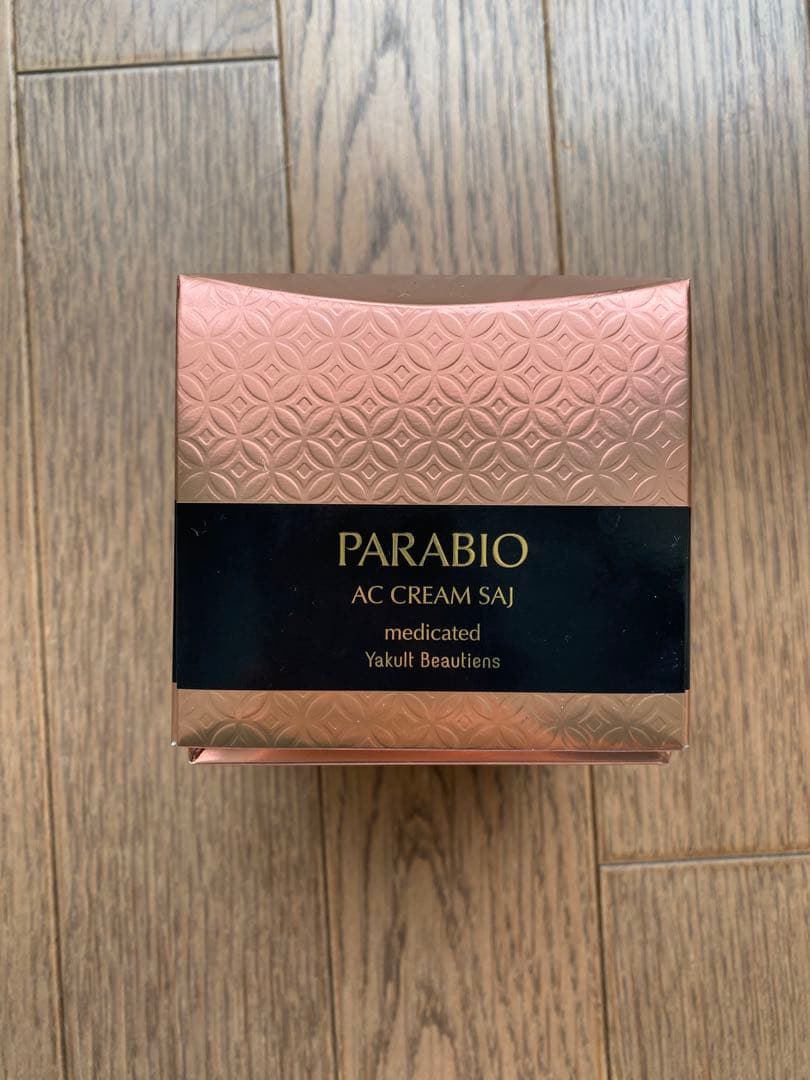 PARABIO
AC CREAM SAJ
medicated
Yakult Beautiens